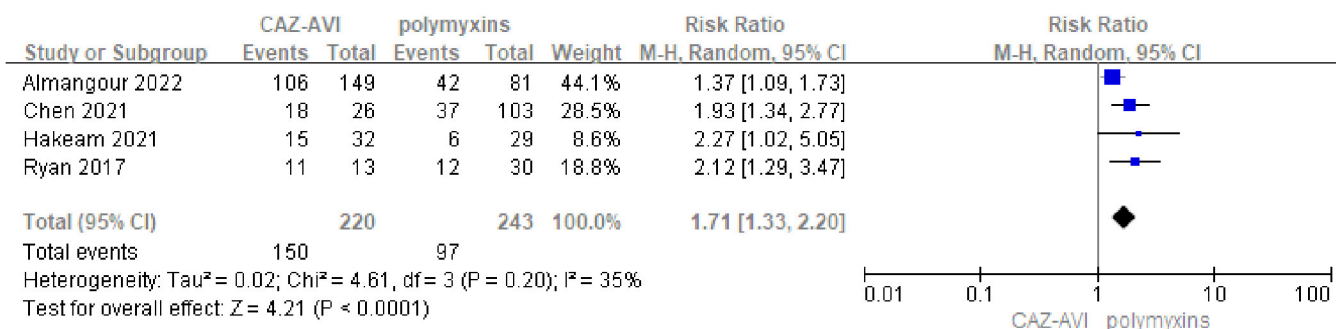 CAZ-AVI polymyxins Risk Ratio Risk Ratio
Study or Subgroup Events Total Events Total Weight M-H, Random, 95% CI M-H, Random, 95% CI
Almangour 2022 106 149 42 81 44.1% 1.37 [1.09, 1.73]
Chen 2021 18 26 37 103 28.5% 1.93 [1.34, 2.77]
Hakeam 2021 15 32 6 29 8.6% 2.27 [1.02, 5.05]
Ryan 2017 11 13 12 30 18.8% 2.12 [1.29, 3.47]
Total (95% CI) 220 243 100.0% 1.71 [1.33, 2.20]
Total events 150 97
Heterogeneity: Tau² = 0.02; Chi² = 4.61, df = 3 (P = 0.20); I² = 35%
Test for overall effect: Z = 4.21 (P < 0.0001)
0.01 0.1 1 10 100
CAZ-AVI polymyxins